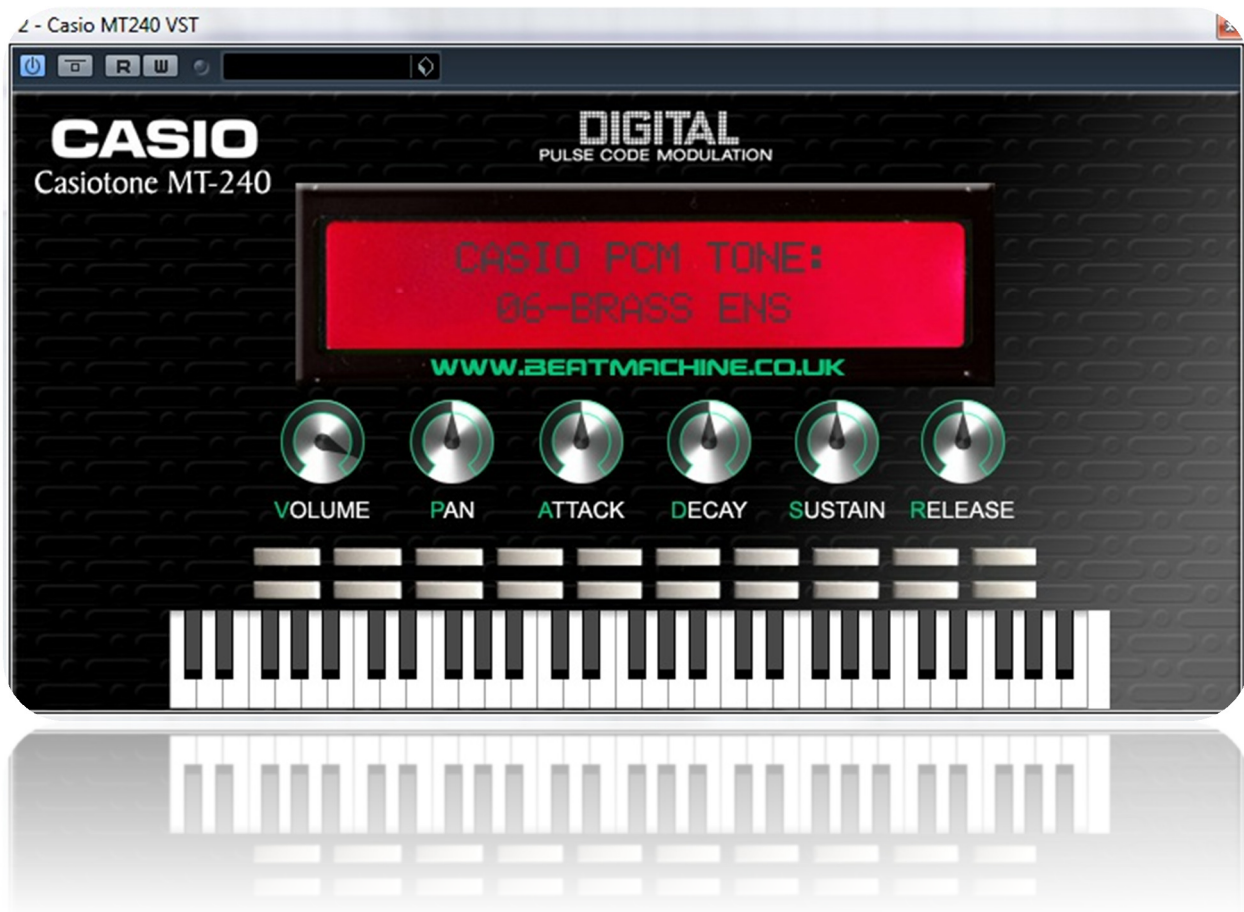 2 - Casio MT240 VST
R W
CASIO
Casiotone MT-240
DIGITAL
PULSE CODE MODULATION
CASIO PCM TONE:
06-BRASS ENS
WWW.BEATMACHINE.CO.UK
VOLUME PAN ATTACK DECAY SUSTAIN RELEASE